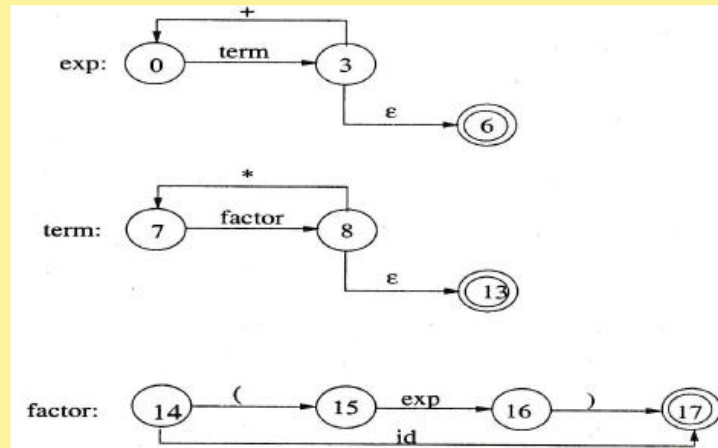 +
exp: 0 term 3
ε
6
*
term: 7 factor 8
ε
13
factor: 14 ( 15 exp 16 ) 17
id